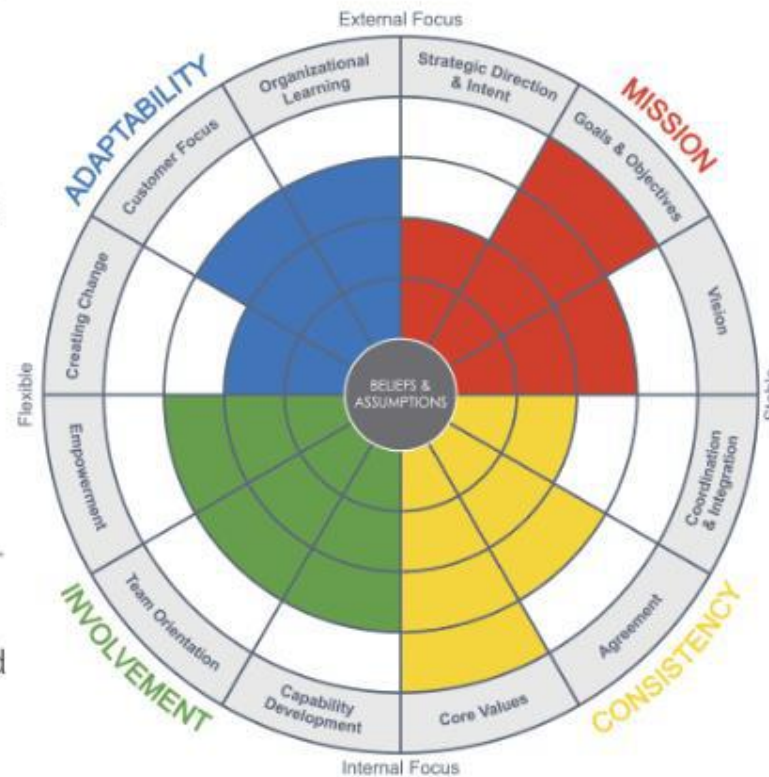 External Focus
ADAPTABILITY
MISSION
Organizational
Learning
Strategic Direction
& Intent
Customer Focus
Goals & Objectives
Creating Change
Vision
Flexible
BELIEFS &
ASSUMPTIONS
Empowerment
Coordination
& Integration
Team Orientation
Agreement
Capability
Development
Core Values
INVOLVEMENT
CONSISTENCY
Internal Focus